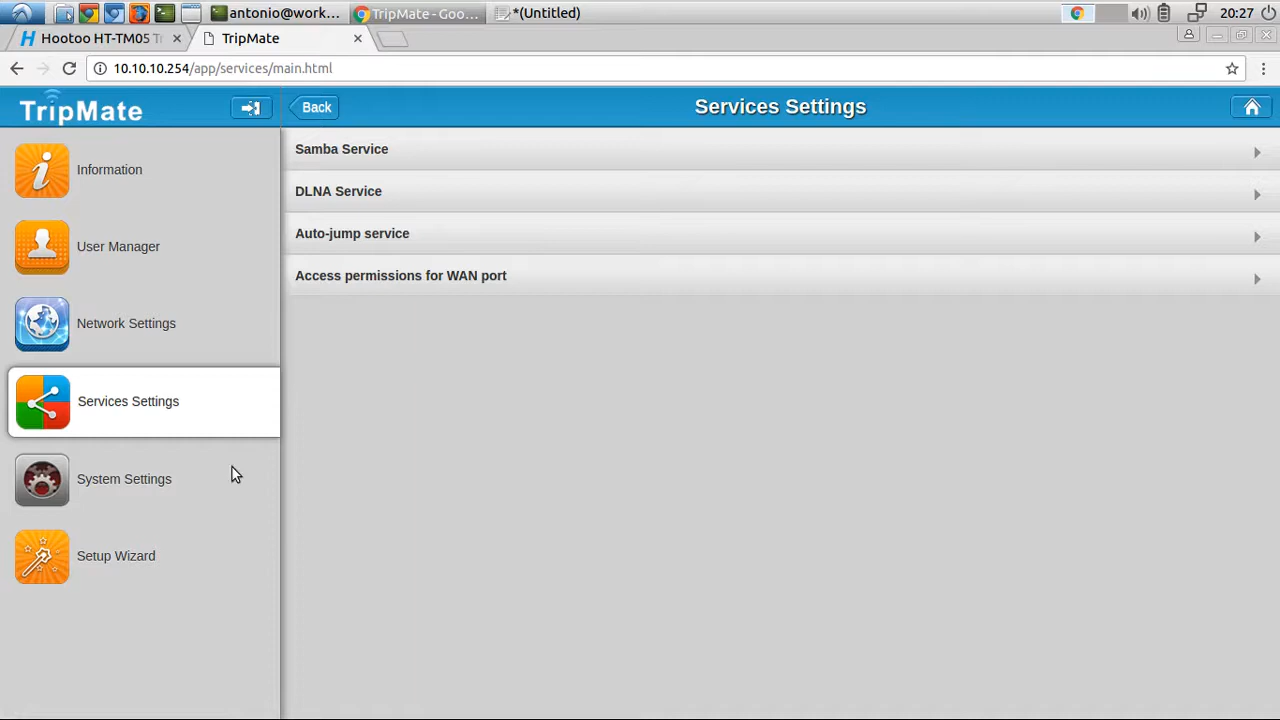 antonio@work...
TripMate - Goo...
*(Untitled)
20:27
Hootoo HT-TM05 Tr
TripMate
10.10.10.254/app/services/main.html
TripMate
Back
Services Settings
Information
User Manager
Network Settings
Services Settings
System Settings
Setup Wizard
Samba Service
DLNA Service
Auto-jump service
Access permissions for WAN port